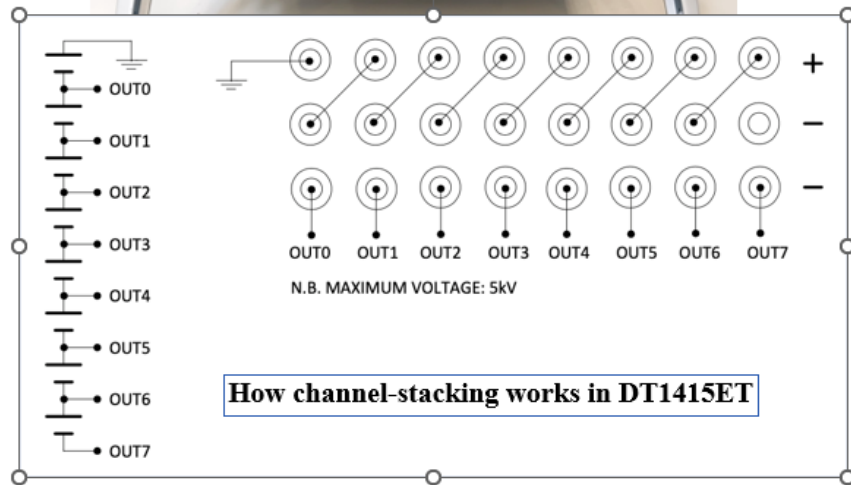 OUT0
OUT1
OUT2
OUT3
OUT4
OUT5
OUT6
OUT7
+
−
−
OUT0 OUT1 OUT2 OUT3 OUT4 OUT5 OUT6 OUT7
N.B. MAXIMUM VOLTAGE: 5kV
How channel-stacking works in DT1415ET